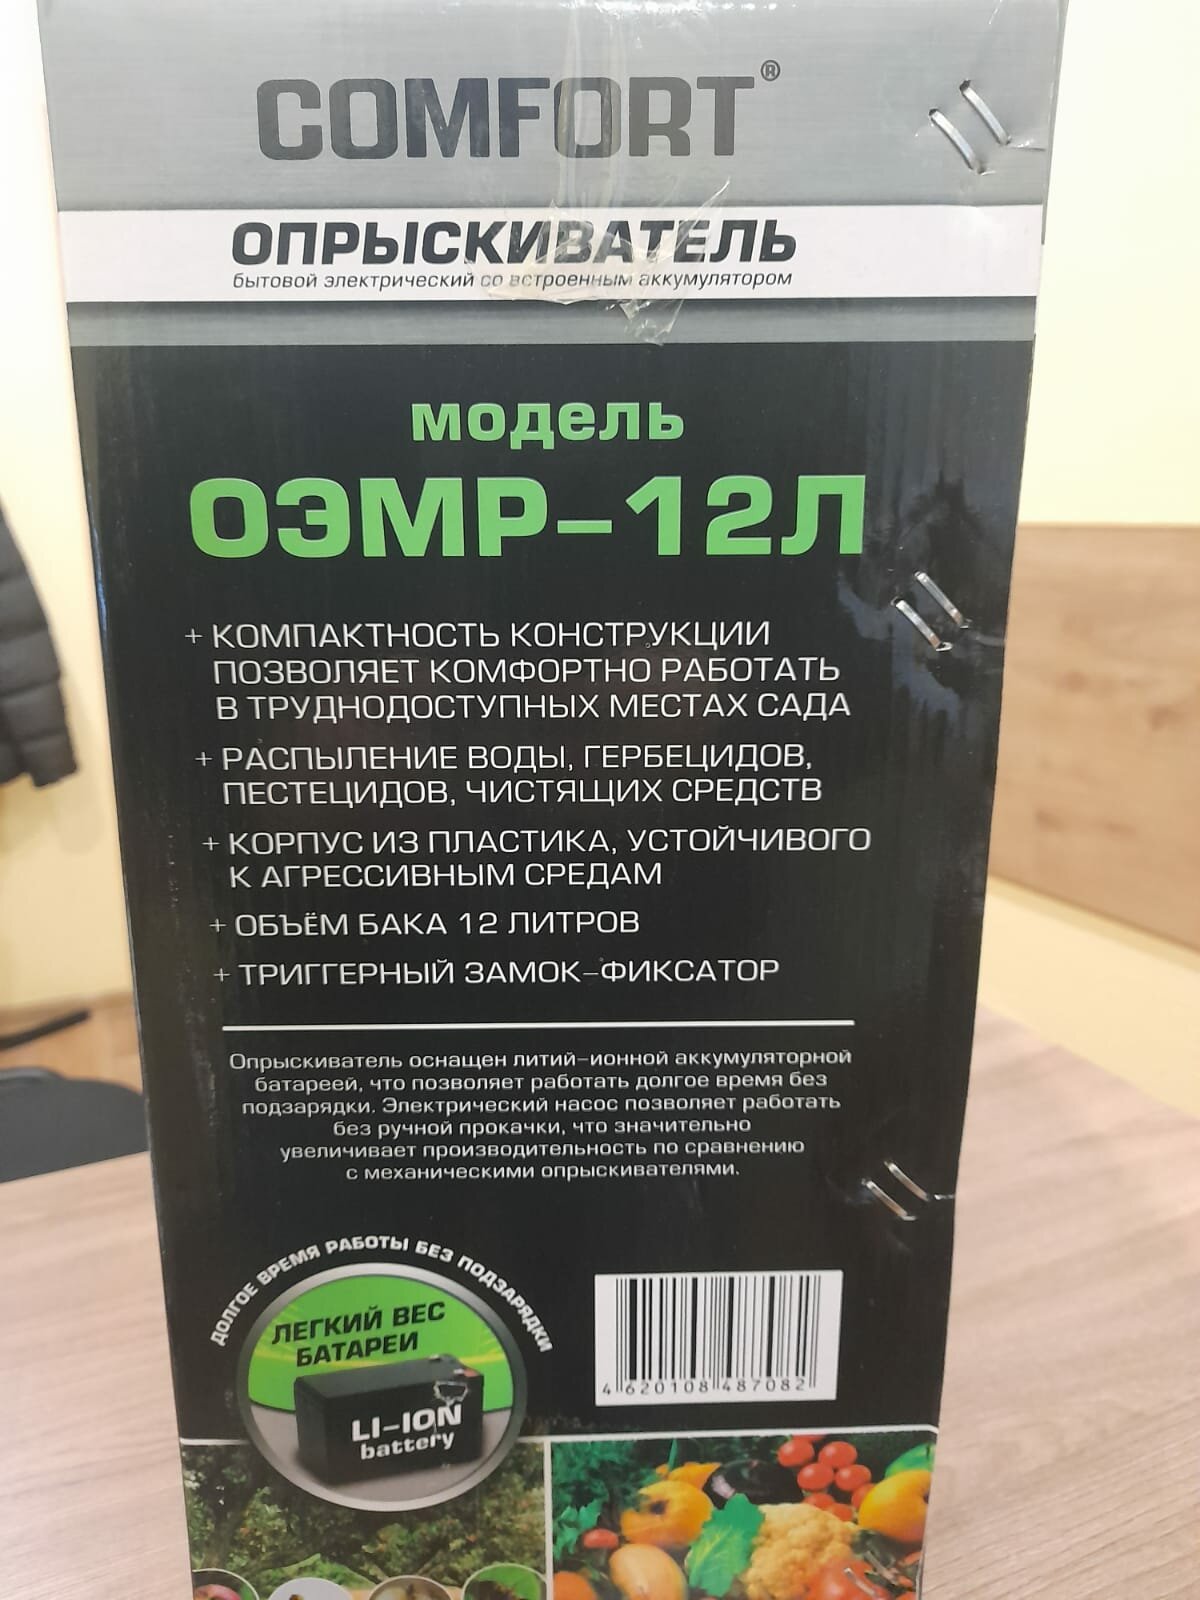 COMFORT®
ОПРЫСКИВАТЕЛЬ
бытовой электрический со встроенным аккумулятором
модель
ОЭМР-12Л
+ КОМПАКТНОСТЬ КОНСТРУКЦИИ
ПОЗВОЛЯЕТ КОМФОРТНО РАБОТАТЬ
В ТРУДНОДОСТУПНЫХ МЕСТАХ САДА
+ РАСПЫЛЕНИЕ ВОДЫ, ГЕРБЕЦИДОВ,
ПЕСТЕЦИДОВ, ЧИСТЯЩИХ СРЕДСТВ
+ КОРПУС ИЗ ПЛАСТИКА, УСТОЙЧИВОГО
К АГРЕССИВНЫМ СРЕДАМ
+ ОБЪЁМ БАКА 12 ЛИТРОВ
+ ТРИГГЕРНЫЙ ЗАМОК-ФИКСАТОР
Опрыскиватель оснащен литий-ионной аккумуляторной
батареей, что позволяет работать долгое время без
подзарядки. Электрический насос позволяет работать
без ручной прокачки, что значительно
увеличивает производительность по сравнению
с механическими опрыскивателями.
ДОЛГОЕ ВРЕМЯ РАБОТЫ БЕЗ ПОДЗАРЯДКИ
ЛЕГКИЙ ВЕС
БАТАРЕИ
LI-ION
battery
4 620108 487082